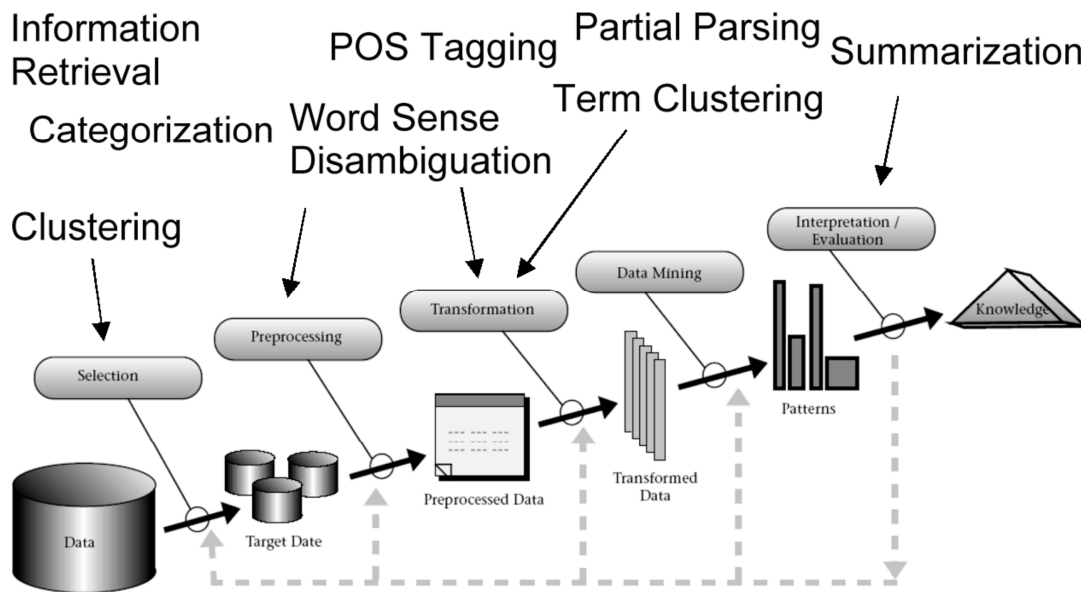 Information
Retrieval
POS Tagging
Partial Parsing
Summarization
Categorization
Word Sense
Disambiguation
Term Clustering
Clustering
Interpretation /
Evaluation
Data Mining
Transformation
Preprocessing
Selection
Knowledge
Patterns
Transformed
Data
Preprocessed Data
Target Date
Data